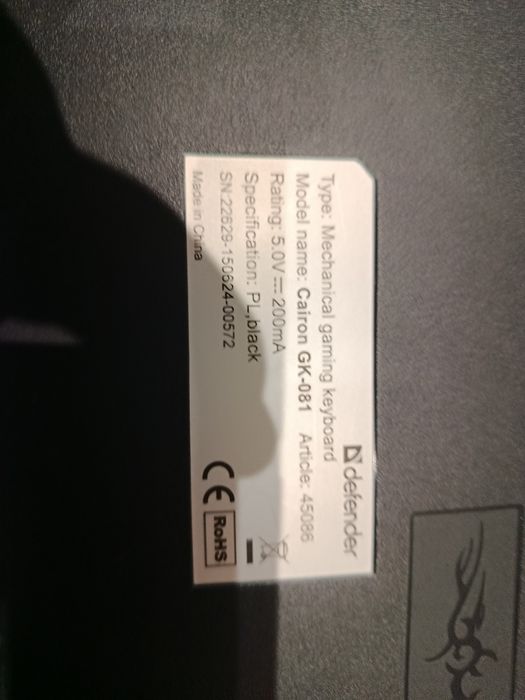 defender
Type: Mechanical gaming keyboard
Model name: Cairon GK-081 Article: 45086
Rating: 5.0V⎓200mA
Specification: PL,black
SN:22629-150624-00572
Made in China
CE RoHS